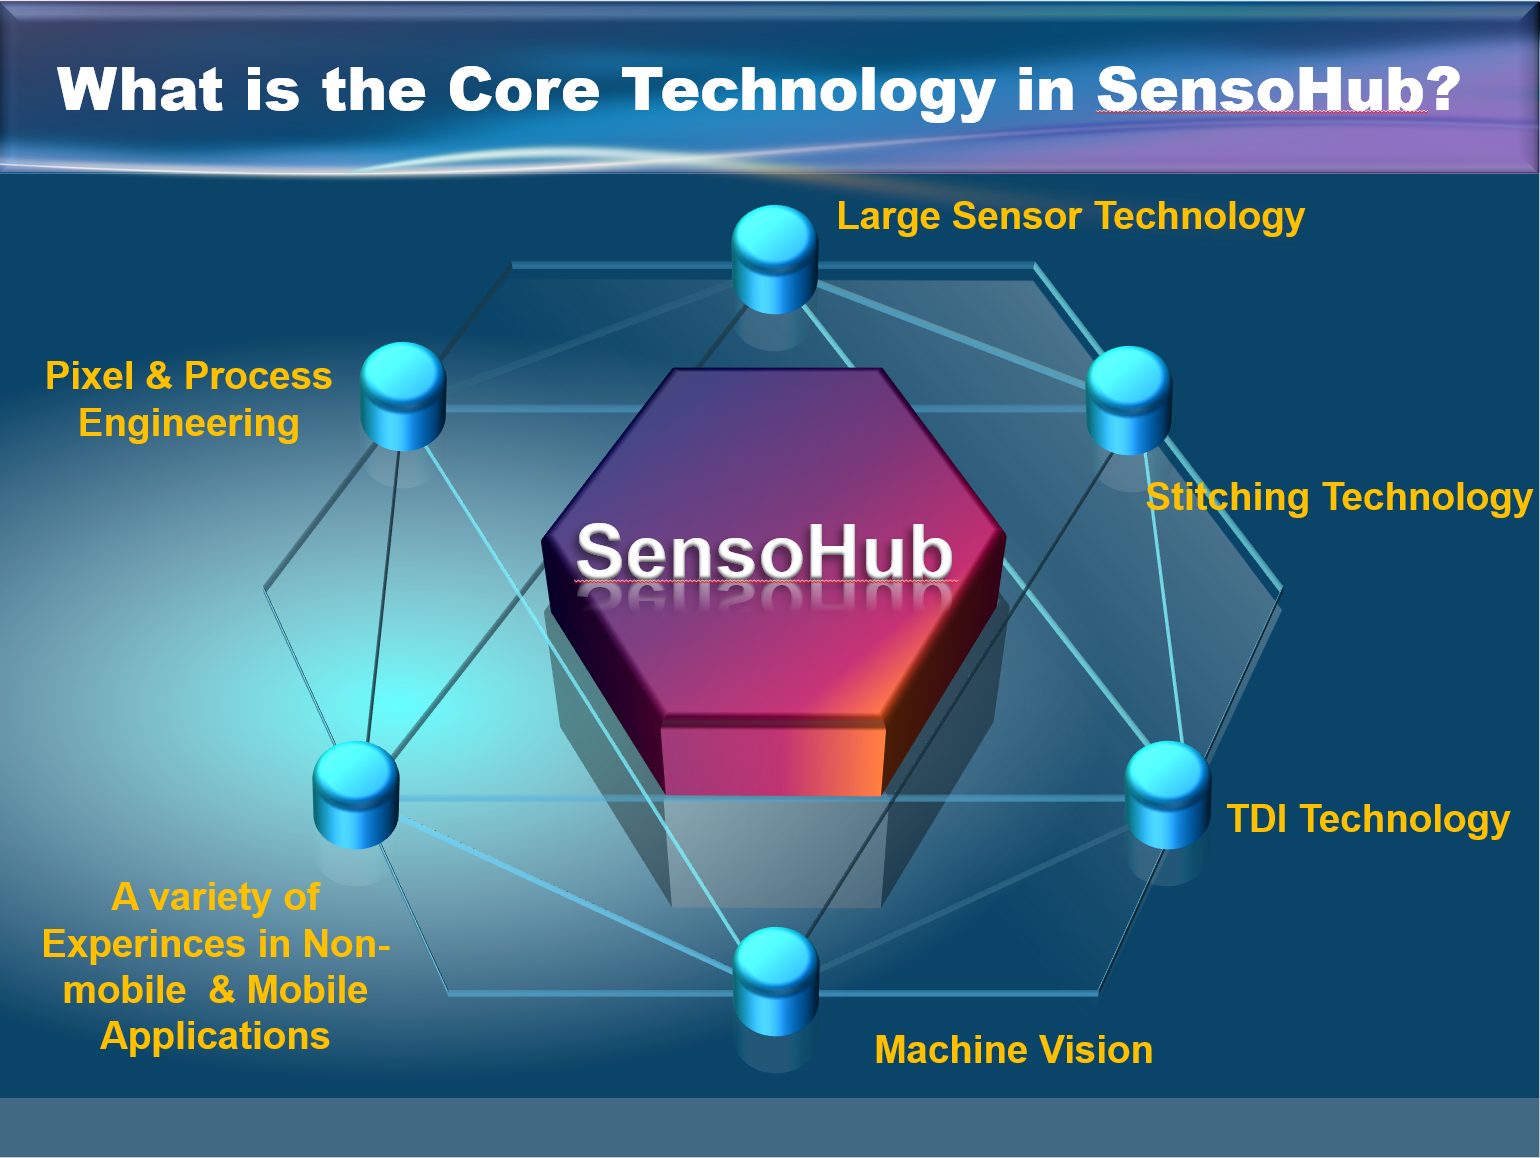 What is the Core Technology in SensoHub?
Large Sensor Technology
Pixel & Process
Engineering
Stitching Technology
SensoHub
TDI Technology
A variety of
Experinces in Non-
mobile  & Mobile
Applications
Machine Vision